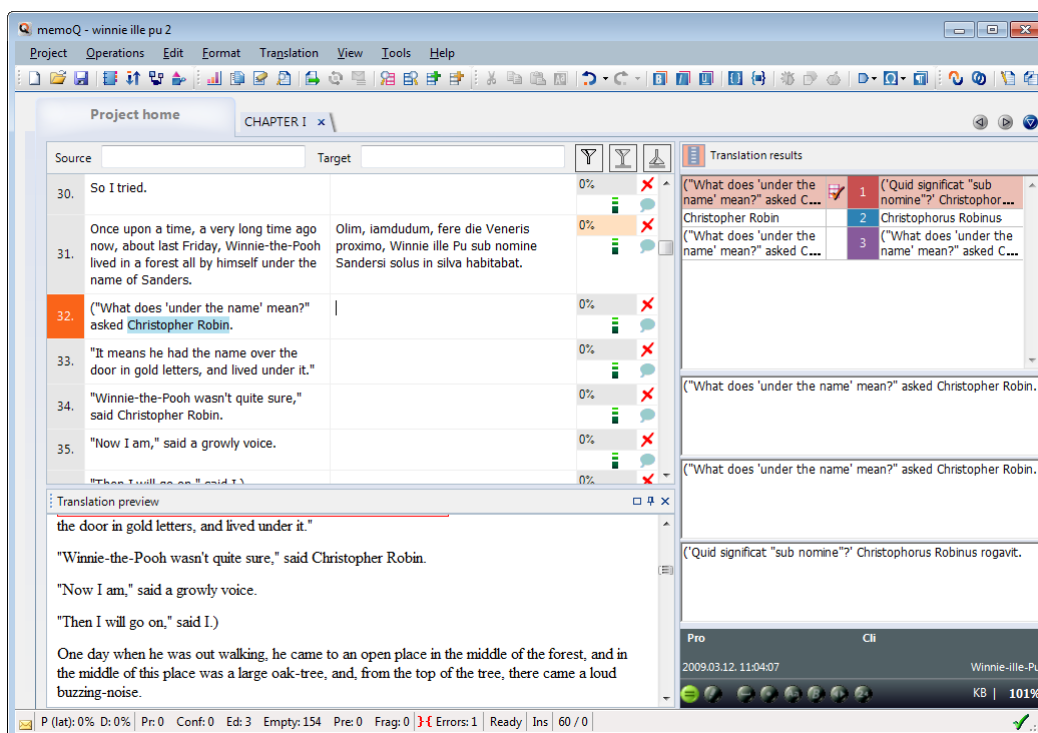 memoQ - winnie ille pu 2
Project Operations Edit Format Translation View Tools Help
Project home
CHAPTER I
Source
Target
30.
So I tried.
0%
31.
Once upon a time, a very long time ago
now, about last Friday, Winnie-the-Pooh
lived in a forest all by himself under the
name of Sanders.
Olim, iamdudum, fere die Veneris
proximo, Winnie ille Pu sub nomine
Sandersi solus in silva habitabat.
0%
32.
("What does 'under the name' mean?"
asked Christopher Robin.
0%
33.
"It means he had the name over the
door in gold letters, and lived under it."
0%
34.
"Winnie-the-Pooh wasn't quite sure,"
said Christopher Robin.
0%
35.
"Now I am," said a growly voice.
0%
"Then I will go on," said I.)
0%
Translation preview
the door in gold letters, and lived under it."
"Winnie-the-Pooh wasn't quite sure," said Christopher Robin.
"Now I am," said a growly voice.
"Then I will go on," said I.)
One day when he was out walking, he came to an open place in the middle of the forest, and in
the middle of this place was a large oak-tree, and, from the top of the tree, there came a loud
buzzing-noise.
Translation results
("What does 'under the
name' mean?" asked C...
1
('Quid significat "sub
nomine"?' Christophor...
Christopher Robin
2
Christophorus Robinus
("What does 'under the
name' mean?" asked C...
3
("What does 'under the
name' mean?" asked C...
("What does 'under the name' mean?" asked Christopher Robin.
("What does 'under the name' mean?" asked Christopher Robin.
('Quid significat "sub nomine"?' Christophorus Robinus rogavit.
Pro
Cli
2009.03.12. 11:04:07
Winnie-ille-Pu
KB | 101%
P (lat): 0% D: 0% Pr: 0 Conf: 0 Ed: 3 Empty: 154 Pre: 0 Frag: 0 Errors: 1 Ready Ins 60 / 0